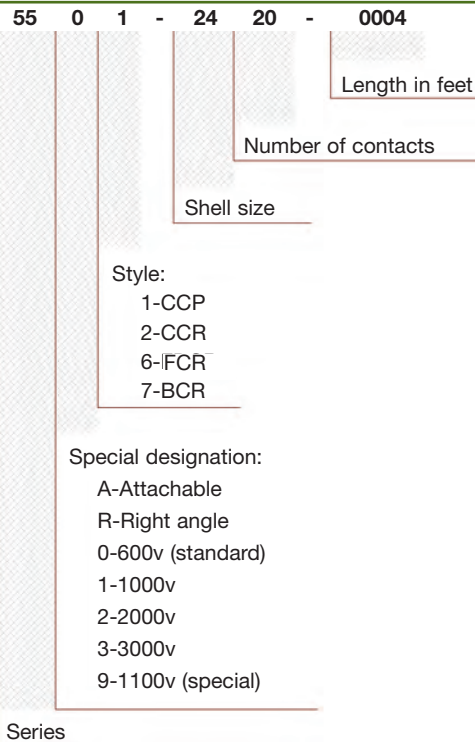 55 0 1 - 24 20 - 0004
Length in feet
Number of contacts
Shell size
Style:
1-CCP
2-CCR
6-FCR
7-BCR
Special designation:
A-Attachable
R-Right angle
0-600v (standard)
1-1000v
2-2000v
3-3000v
9-1100v (special)
Series